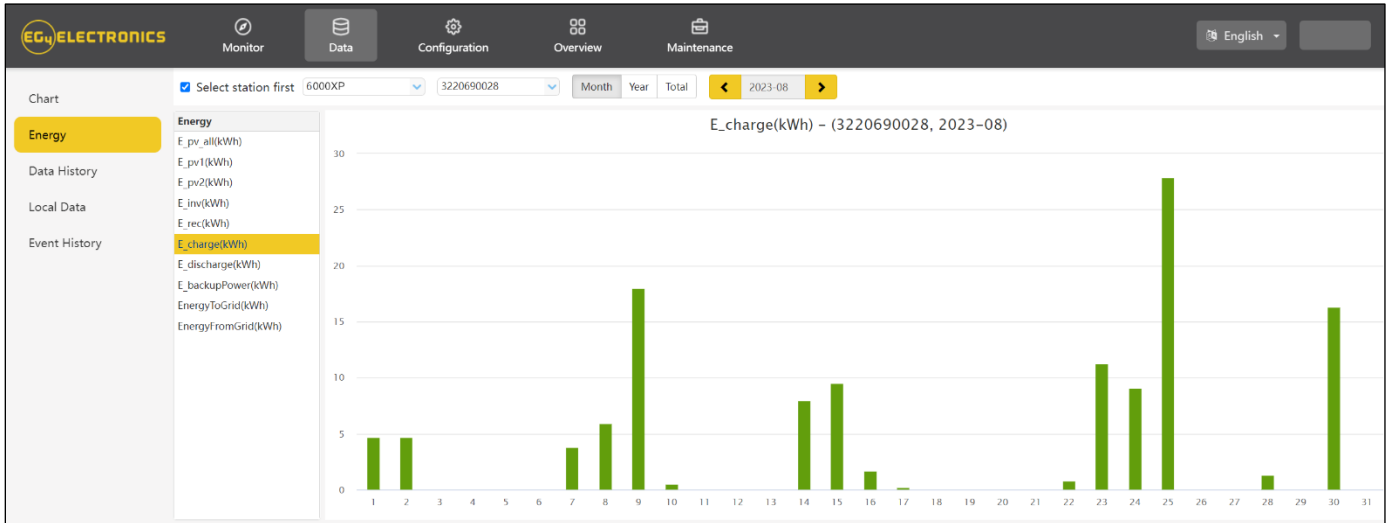 EG4 ELECTRONICS
Monitor
Data
Configuration
Overview
Maintenance
English
Chart
Energy
Data History
Local Data
Event History
Select station first
6000XP
3220690028
Month
Year
Total
2023-08
Energy
E_pv_all(kWh)
E_pv1(kWh)
E_pv2(kWh)
E_inv(kWh)
E_rec(kWh)
E_charge(kWh)
E_discharge(kWh)
E_backupPower(kWh)
EnergyToGrid(kWh)
EnergyFromGrid(kWh)
E_charge(kWh) – (3220690028, 2023–08)
30
25
20
15
10
5
0
1 2 3 4 5 6 7 8 9 10 11 12 13 14 15 16 17 18 19 20 21 22 23 24 25 26 27 28 29 30 31